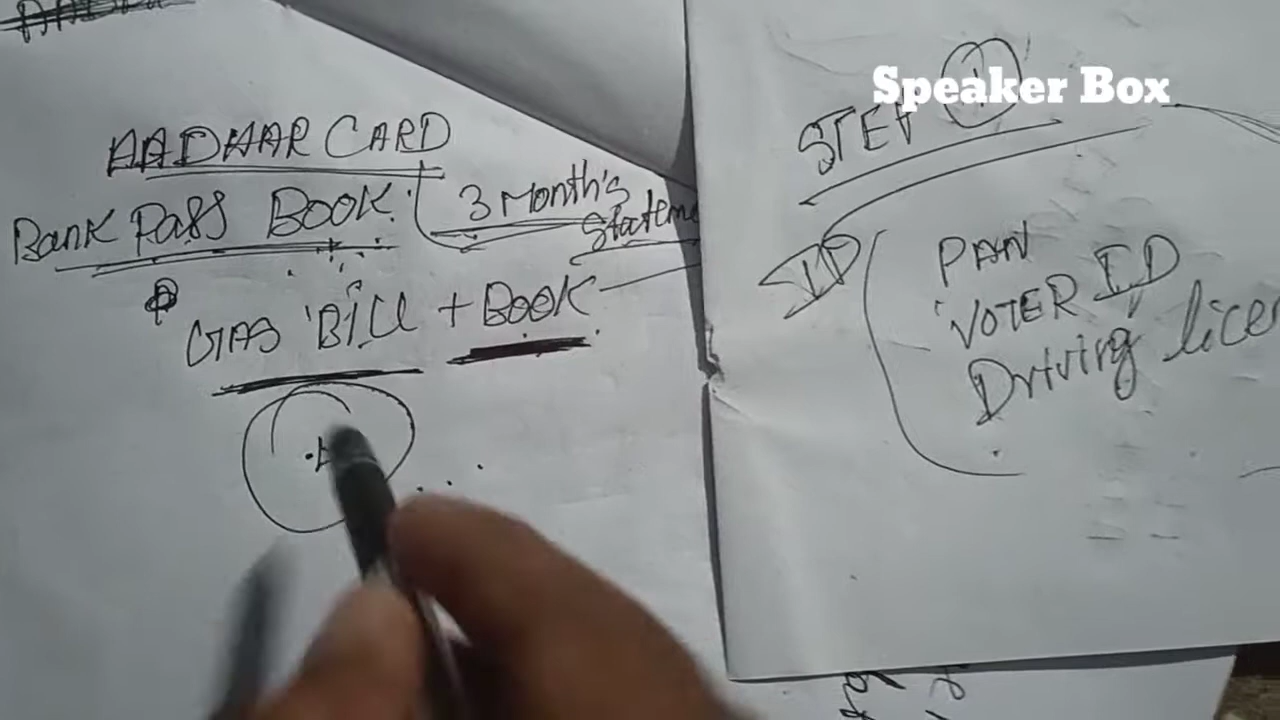 AADHAR CARD
Bank Pass Book 3 Month's
Stateme
GAS BILL + BOOK
Speaker Box
STEP 1
ID
PAN
VOTER ID
Driving licen